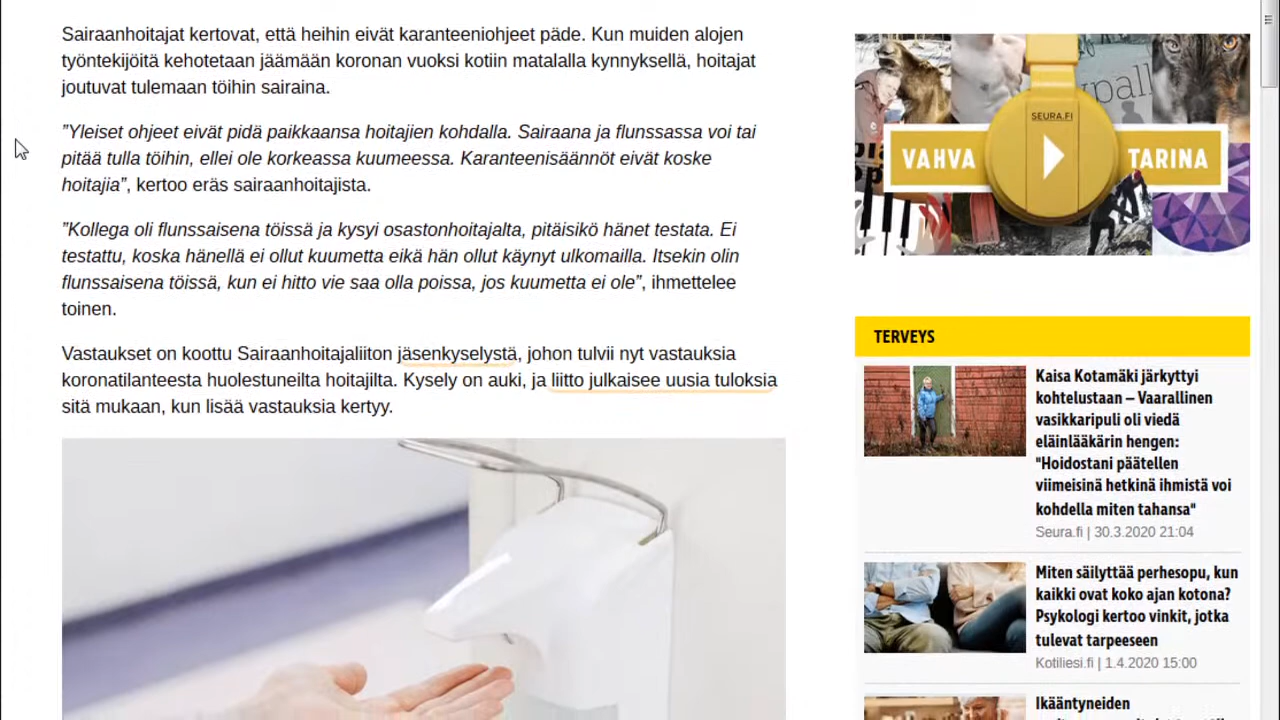 Sairaanhoitajat kertovat, että heihin eivät karanteeniohjeet päde. Kun muiden alojen
työntekijöitä kehotetaan jäämään koronan vuoksi kotiin matalalla kynnyksellä, hoitajat
joutuvat tulemaan töihin sairaina.
”Yleiset ohjeet eivät pidä paikkaansa hoitajien kohdalla. Sairaana ja flunssassa voi tai
pitää tulla töihin, ellei ole korkeassa kuumeessa. Karanteenisäännöt eivät koske
hoitajia”, kertoo eräs sairaanhoitajista.
”Kollega oli flunssaisena töissä ja kysyi osastonhoitajalta, pitäisikö hänet testata. Ei
testattu, koska hänellä ei ollut kuumetta eikä hän ollut käynyt ulkomailla. Itsekin olin
flunssaisena töissä, kun ei hitto vie saa olla poissa, jos kuumetta ei ole”, ihmettelee
toinen.
Vastaukset on koottu Sairaanhoitajaliiton jäsenkyselystä, johon tulvii nyt vastauksia
koronatilanteesta huolestuneilta hoitajilta. Kysely on auki, ja liitto julkaisee uusia tuloksia
sitä mukaan, kun lisää vastauksia kertyy.
SEURA.FI
VAHVA TARINA
TERVEYS
Kaisa Kotamäki järkyttyi
kohtelustaan – Vaarallinen
vasikkaripuli oli viedä
eläinlääkärin hengen:
"Hoidostani päätellen
viimeisinä hetkinä ihmistä voi
kohdella miten tahansa"
Seura.fi | 30.3.2020 21:04
Miten säilyttää perhesopu, kun
kaikki ovat koko ajan kotona?
Psykologi kertoo vinkit, jotka
tulevat tarpeeseen
Kotiliesi.fi | 1.4.2020 15:00
Ikääntyneiden